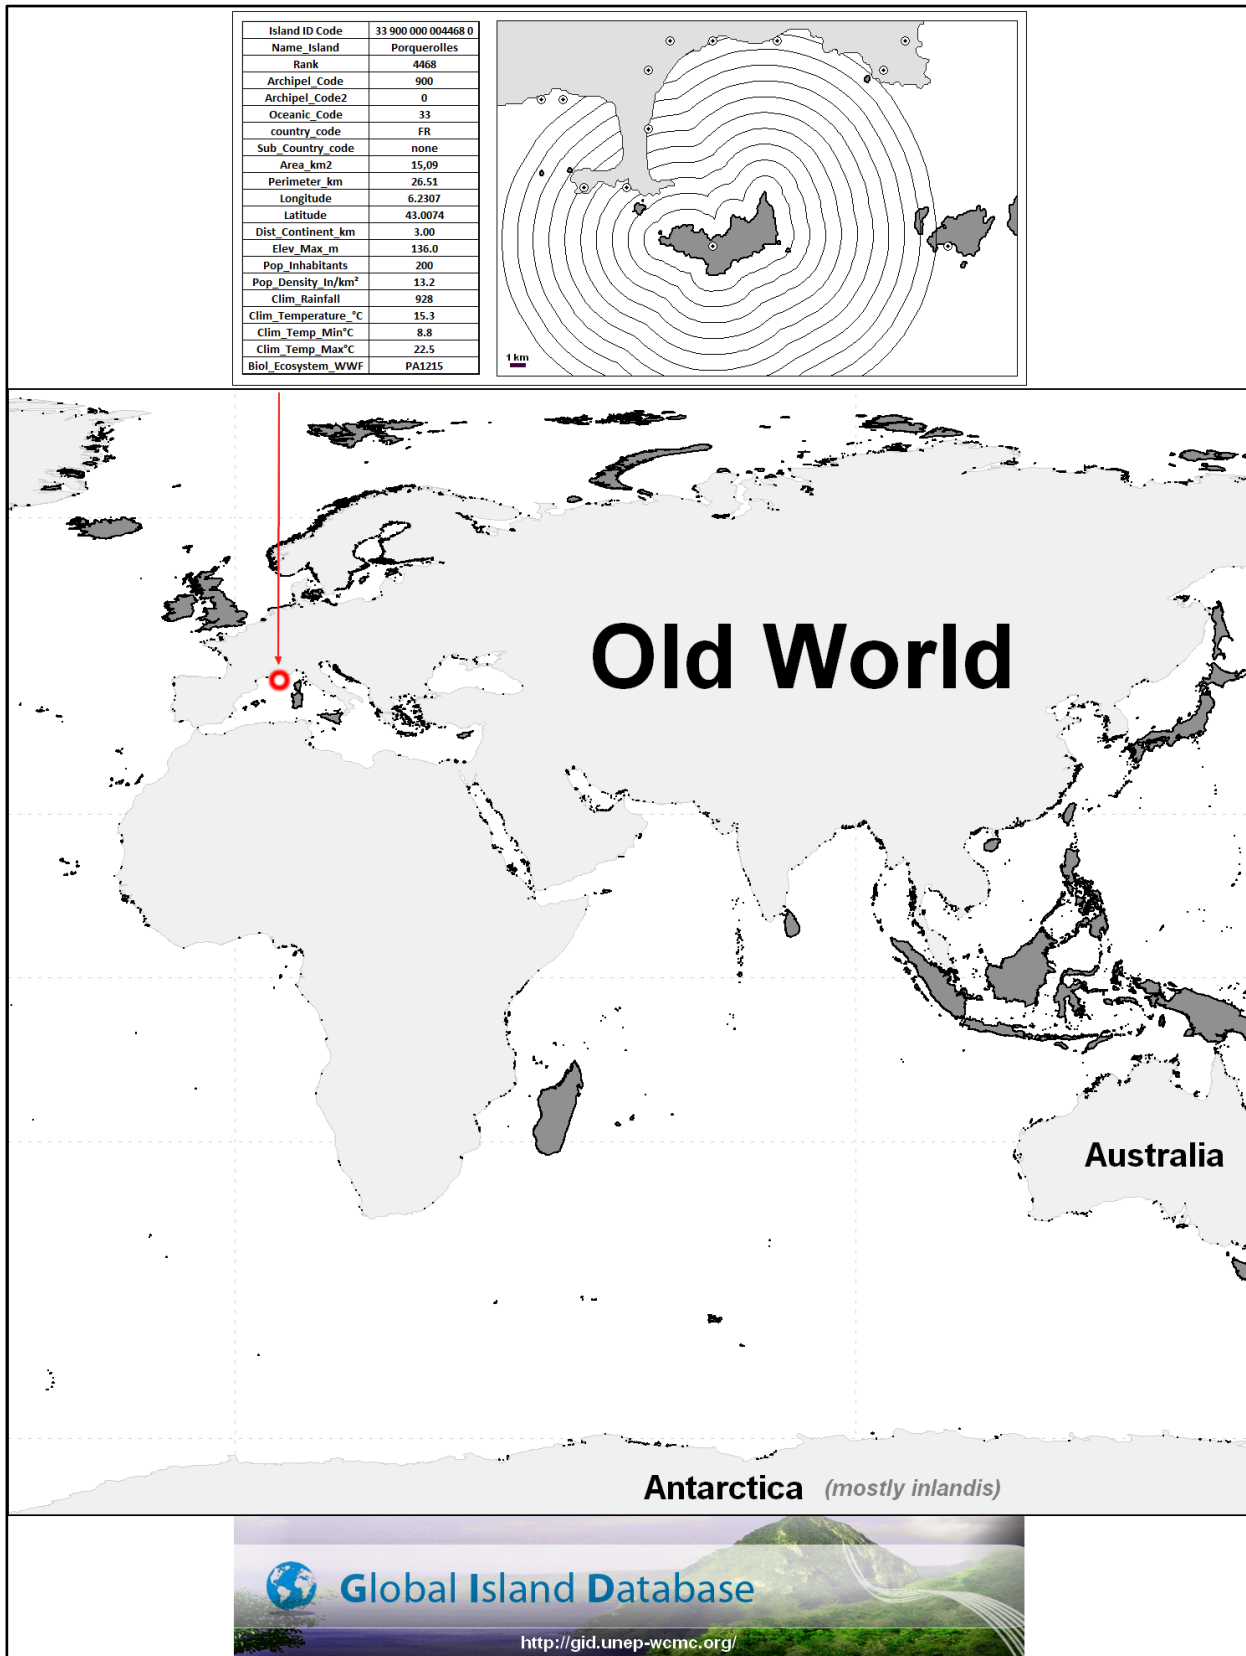 Island ID Code 33 900 000 004468 0
Name_Island Porquerolles
Rank 4468
Archipel_Code 900
Archipel_Code2 0
Oceanic_Code 33
country_code FR
Sub_Country_code none
Area_km2 15,09
Perimeter_km 26.51
Longitude 6.2307
Latitude 43.0074
Dist_Continent_km 3.00
Elev_Max_m 136.0
Pop_Inhabitants 200
Pop_Density_In/km² 13.2
Clim_Rainfall 928
Clim_Temperature_°C 15.3
Clim_Temp_Min°C 8.8
Clim_Temp_Max°C 22.5
Biol_Ecosystem_WWF PA1215
1 km
Old World
Australia
Antarctica (mostly inlandis)
Global Island Database
http://gid.unep-wcmc.org/